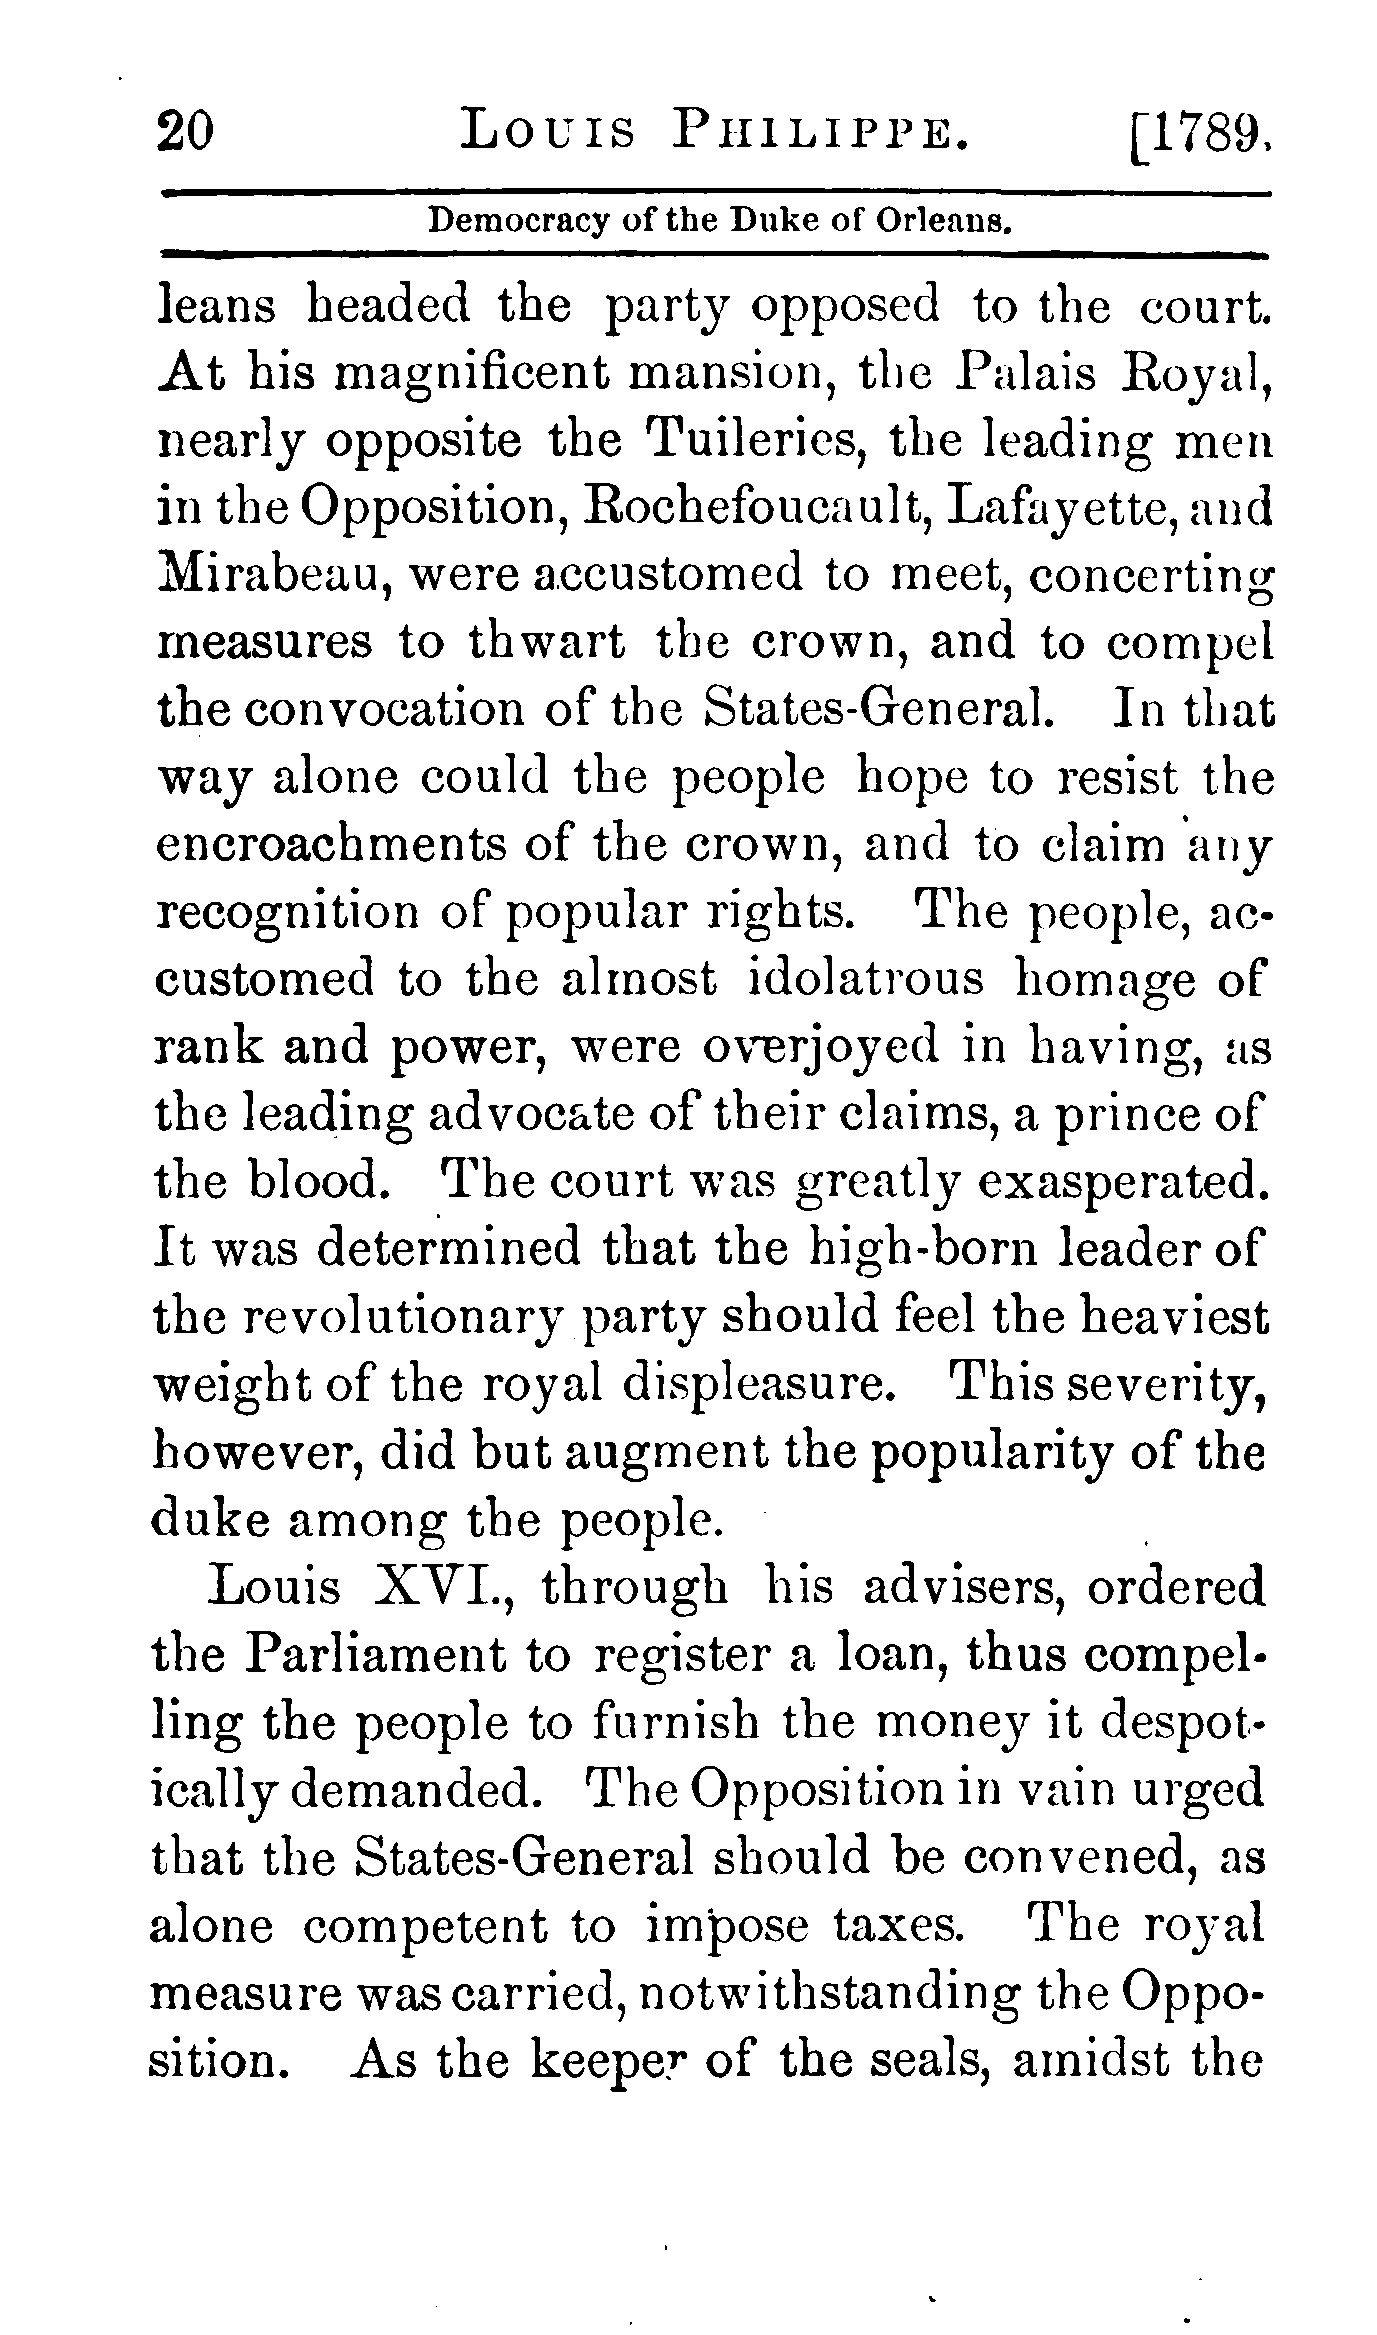 20 LOUIS PHILIPPE. [1789.
Democracy of the Duke of Orleans.
leans headed the party opposed to the court.
At his magnificent mansion, the Palais Royal,
nearly opposite the Tuileries, the leading men
in the Opposition, Rochefoucault, Lafayette, and
Mirabeau, were accustomed to meet, concerting
measures to thwart the crown, and to compel
the convocation of the States-General. In that
way alone could the people hope to resist the
encroachments of the crown, and to claim any
recognition of popular rights. The people, ac-
customed to the almost idolatrous homage of
rank and power, were overjoyed in having, as
the leading advocate of their claims, a prince of
the blood. The court was greatly exasperated.
It was determined that the high-born leader of
the revolutionary party should feel the heaviest
weight of the royal displeasure. This severity,
however, did but augment the popularity of the
duke among the people.
Louis XVI., through his advisers, ordered
the Parliament to register a loan, thus compel-
ling the people to furnish the money it despot-
ically demanded. The Opposition in vain urged
that the States-General should be convened, as
alone competent to impose taxes. The royal
measure was carried, notwithstanding the Oppo-
sition. As the keeper of the seals, amidst the